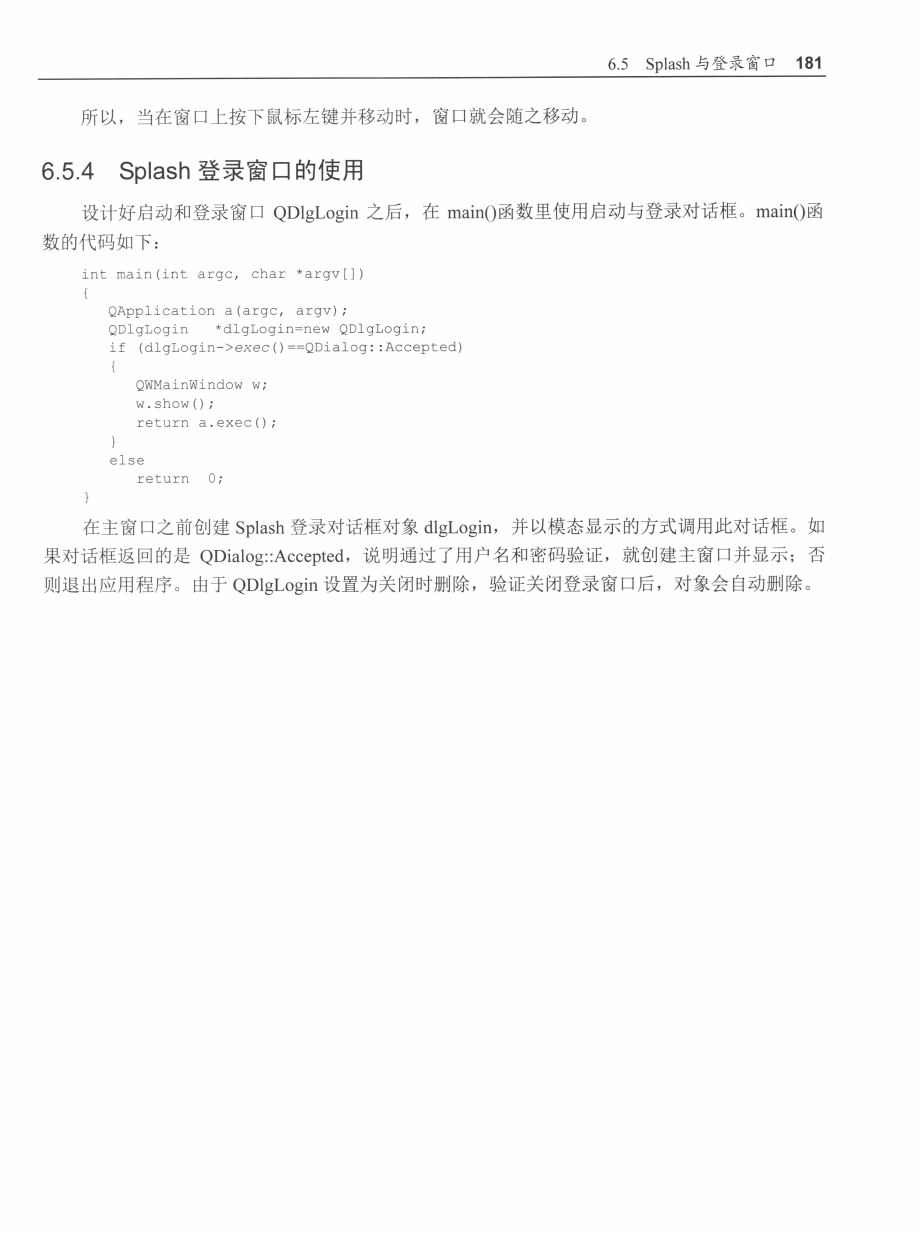 6.5 Splash 与登录窗口 181
所以，当在窗口上按下鼠标左键并移动时，窗口就会随之移动。
6.5.4 Splash 登录窗口的使用
设计好启动和登录窗口 QDlgLogin 之后，在 main()函数里使用启动与登录对话框。main()函
数的代码如下：
int main(int argc, char *argv[])
{
QApplication a(argc, argv);
QDlgLogin *dlgLogin=new QDlgLogin;
if (dlgLogin->exec()==QDialog::Accepted)
{
QWMainWindow w;
w.show();
return a.exec();
}
else
return 0;
}
在主窗口之前创建 Splash 登录对话框对象 dlgLogin，并以模态显示的方式调用此对话框。如
果对话框返回的是 QDialog::Accepted，说明通过了用户名和密码验证，就创建主窗口并显示；否
则退出应用程序。由于 QDlgLogin 设置为关闭时删除，验证关闭登录窗口后，对象会自动删除。